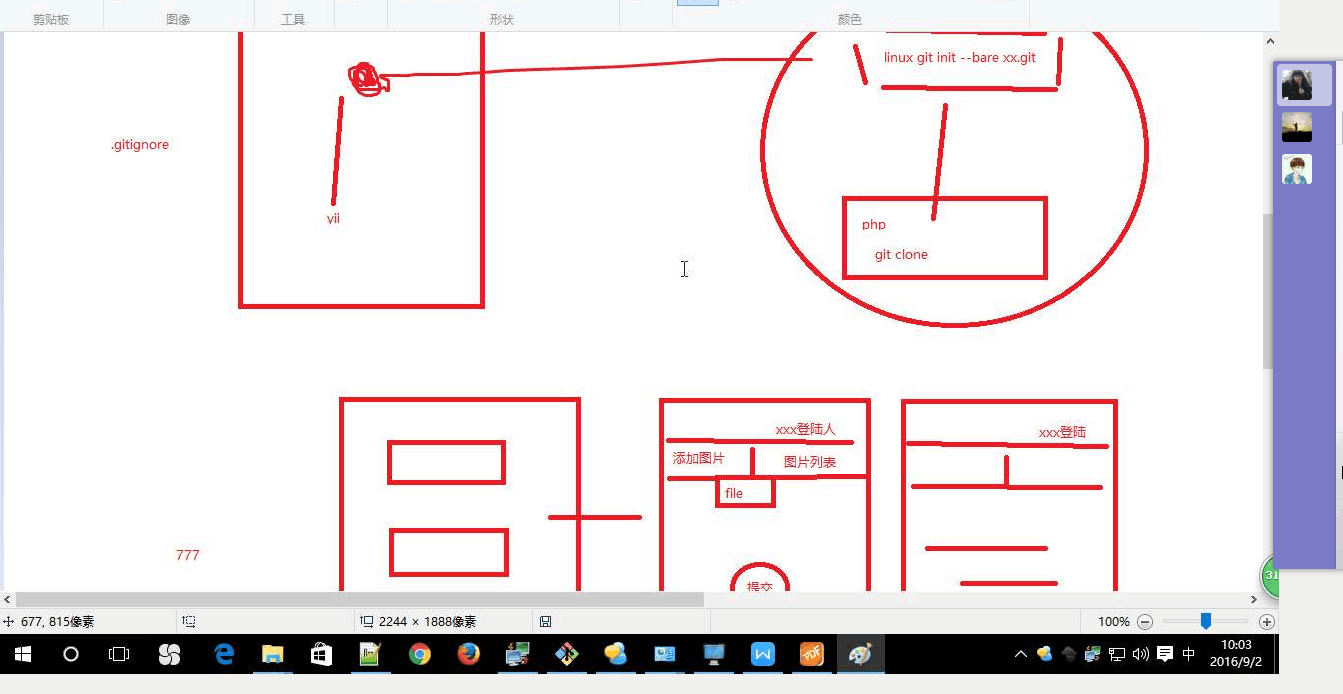 剪贴板
图像
工具
形状
颜色
linux git init --bare xx.git
.gitignore
yii
php
git clone
xxx登陆人
添加图片
图片列表
file
提交
xxx登陆
777
31
677, 815像素
2244 × 1888像素
100%
中
10:03
2016/9/2